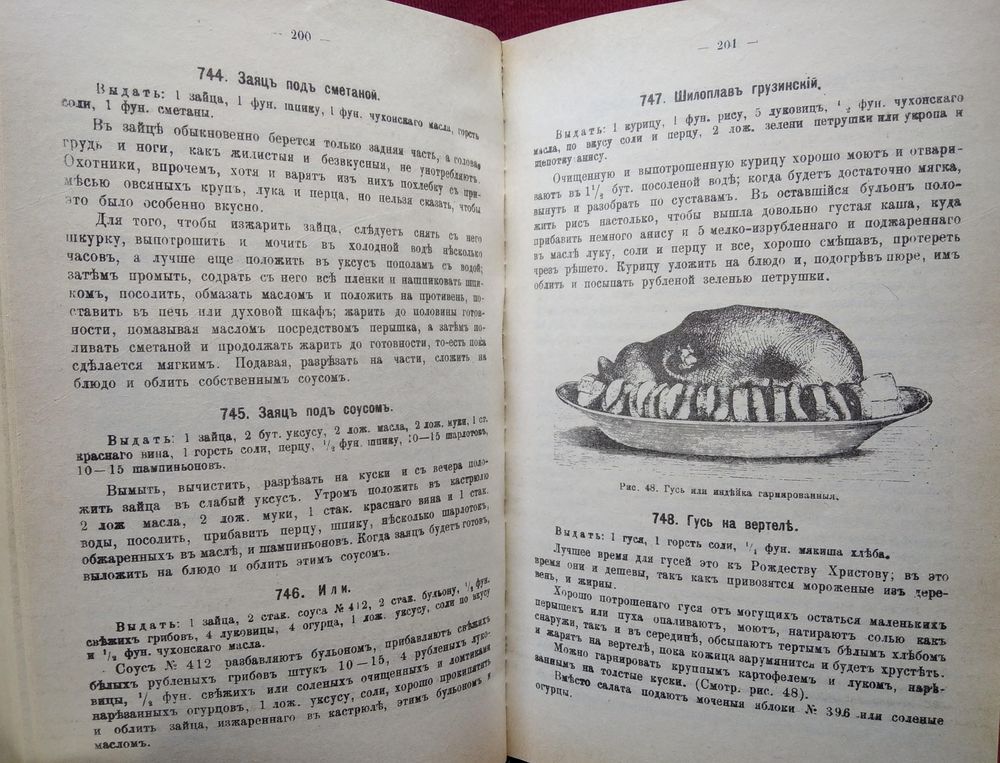 — 200 —
744. Заяцъ подъ сметаной.
Выдать: 1 зайца, 1 фун. шпику, 1 фун. чухонскаго масла, горсть
соли, 1 фун. сметаны.
Въ зайцѣ обыкновенно берется только задняя часть, а голова,
грудь и ноги, какъ жилистыя и безвкусныя, не употребляютъ.
Охотники, впрочемъ, хотя и варятъ изъ нихъ похлебку съ при-
мѣсью овсяныхъ крупъ, лука и перца, но нельзя сказать, чтобы
это было особенно вкусно.
Для того, чтобы изжарить зайца, слѣдуетъ снять съ него
шкурку, выпотрошить и мочить въ холодной водѣ нѣсколько
часовъ, а лучше еще положить въ уксусъ пополамъ съ водой;
затѣмъ промыть, содрать съ него всѣ пленки и нашпиковать шпи-
комъ, посолить, обмазать масломъ и положить на противень, по-
ставить въ печь или духовой шкафъ; жарить до половины готов-
ности, помазывая масломъ посредствомъ перышка, а затѣмъ по-
ливать сметаной и продолжать жарить до готовности, то-есть пока
сдѣлается мягкимъ. Подавая, разрѣзать на части, сложить на
блюдо и облить собственнымъ соусомъ.
745. Заяцъ подъ соусомъ.
Выдать: 1 зайца, 2 бут. уксусу, 2 лож. масла, 2 лож. муки, 1 ст.
краснаго вина, 1 горсть соли, перцу, 1/2 фун. шпику, 10—15 шарлотокъ,
10—15 шампиньоновъ.
Вымыть, вычистить, разрѣзать на куски и съ вечера поло-
жить зайца въ слабый уксусъ. Утромъ положить въ кастрюлю
2 лож масла, 2 лож. муки, 1 стак. краснаго вина и 1 стак.
воды, посолить, прибавить перцу, шпику, нѣсколько шарлотокъ,
обжаренныхъ въ маслѣ, и шампиньоновъ. Когда заяцъ будетъ готовъ,
выложить на блюдо и облить этимъ соусомъ.
746. Или.
Выдать: 1 зайца, 2 стак. соуса № 412, 2 стак. бульону, 1/2 фун.
свѣжихъ грибовъ, 4 луковицы, 4 огурца, 1 лож. уксусу, соли по вкусу
и 1/2 фун. чухонскаго масла.
Соусъ № 412 разбавляютъ бульономъ, прибавляютъ свѣжихъ
бѣлыхъ рубленыхъ грибовъ штукъ 10—15, 4 рубленыхъ луко-
вицы, 1/2 фун. свѣжихъ или соленыхъ очищенныхъ и ломтиками
нарѣзанныхъ огурцовъ, 1 лож. уксусу, соли, хорошо прокипятить
и облить зайца, изжареннаго въ кастрюлѣ, этимъ бульономъ и
масломъ.
— 201 —
747. Шилоплавъ грузинскій.
Выдать: 1 курицу, 1 фун. рису, 5 луковицъ, 1/2 фун. чухонскаго
масла, по вкусу соли и перцу, 2 лож. зелени петрушки или укропа и
щепотку анису.
Очищенную и выпотрошенную курицу хорошо моютъ и отвари-
ваютъ въ 1 1/2 бут. посоленой водѣ; когда будетъ достаточно мягка,
вынуть и разобрать по суставамъ. Въ оставшійся бульонъ поло-
жить рисъ настолько, чтобы вышла довольно густая каша, куда
прибавить немного анису и 5 мелко-изрубленнаго и поджареннаго
въ маслѣ луку, соли и перцу и все, хорошо смѣшавъ, протереть
чрезъ рѣшето. Курицу уложить на блюдо и, подогрѣвъ пюре, имъ
облить и посыпать рубленой зеленью петрушки.
Рис. 48. Гусь или индѣйка гарнированныя.
748. Гусь на вертелѣ.
Выдать: 1 гуся, 1 горсть соли, 1/4 фун. мякиша хлѣба.
Лучшее время для гусей это къ Рождеству Христову; въ это
время они и дешевы, так какъ привозятся мороженые изъ дере-
вень, и жирны.
Хорошо потрошенаго гуся отъ могущихъ остаться маленькихъ
перышекъ или пуха опаливаютъ, моютъ, натираютъ солью какъ
снаружи, такъ и въ серединѣ, обсыпаютъ тертымъ бѣлымъ хлѣбомъ
и жарятъ на вертелѣ, пока кожица зарумянится и будетъ хрустѣть.
Можно гарнировать крупнымъ картофелемъ и лукомъ, нарѣ-
заннымъ на толстые куски. (Смотр. рис. 48).
Вмѣсто салата подаютъ моченыя яблоки № 396 или соленые
огурцы.